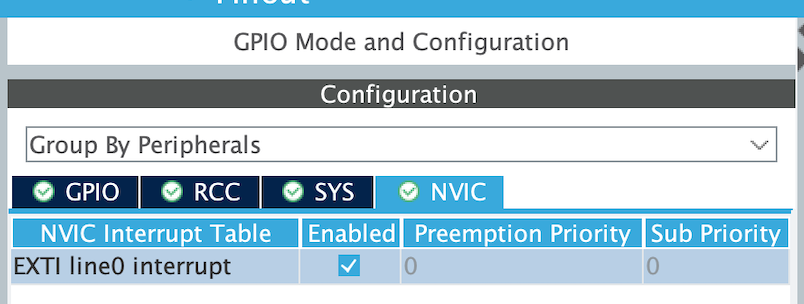 GPIO Mode and Configuration
Configuration
Group By Peripherals
GPIO RCC SYS NVIC
NVIC Interrupt Table Enabled Preemption Priority Sub Priority
EXTI line0 interrupt 0 0